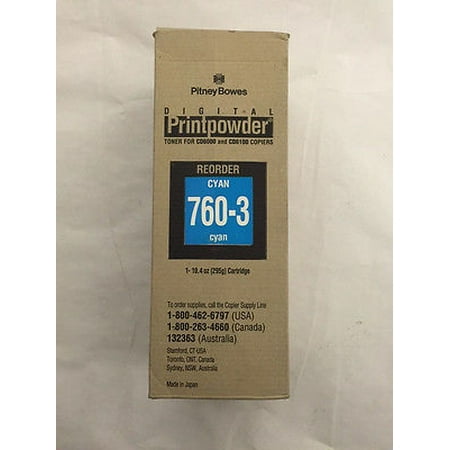 PitneyBowes
DIGITAL
Printpowder
TONER FOR CD6000 and CD6100 COPIERS
REORDER
CYAN
760-3
cyan
1- 10.4 oz (295g) Cartridge
To order supplies, call the Copier Supply Line
1-800-462-6797 (USA)
1-800-263-4660 (Canada)
132363 (Australia)
Stamford, CT-USA
Toronto, ONT. Canada
Sydney, NSW, Australia
Made in Japan